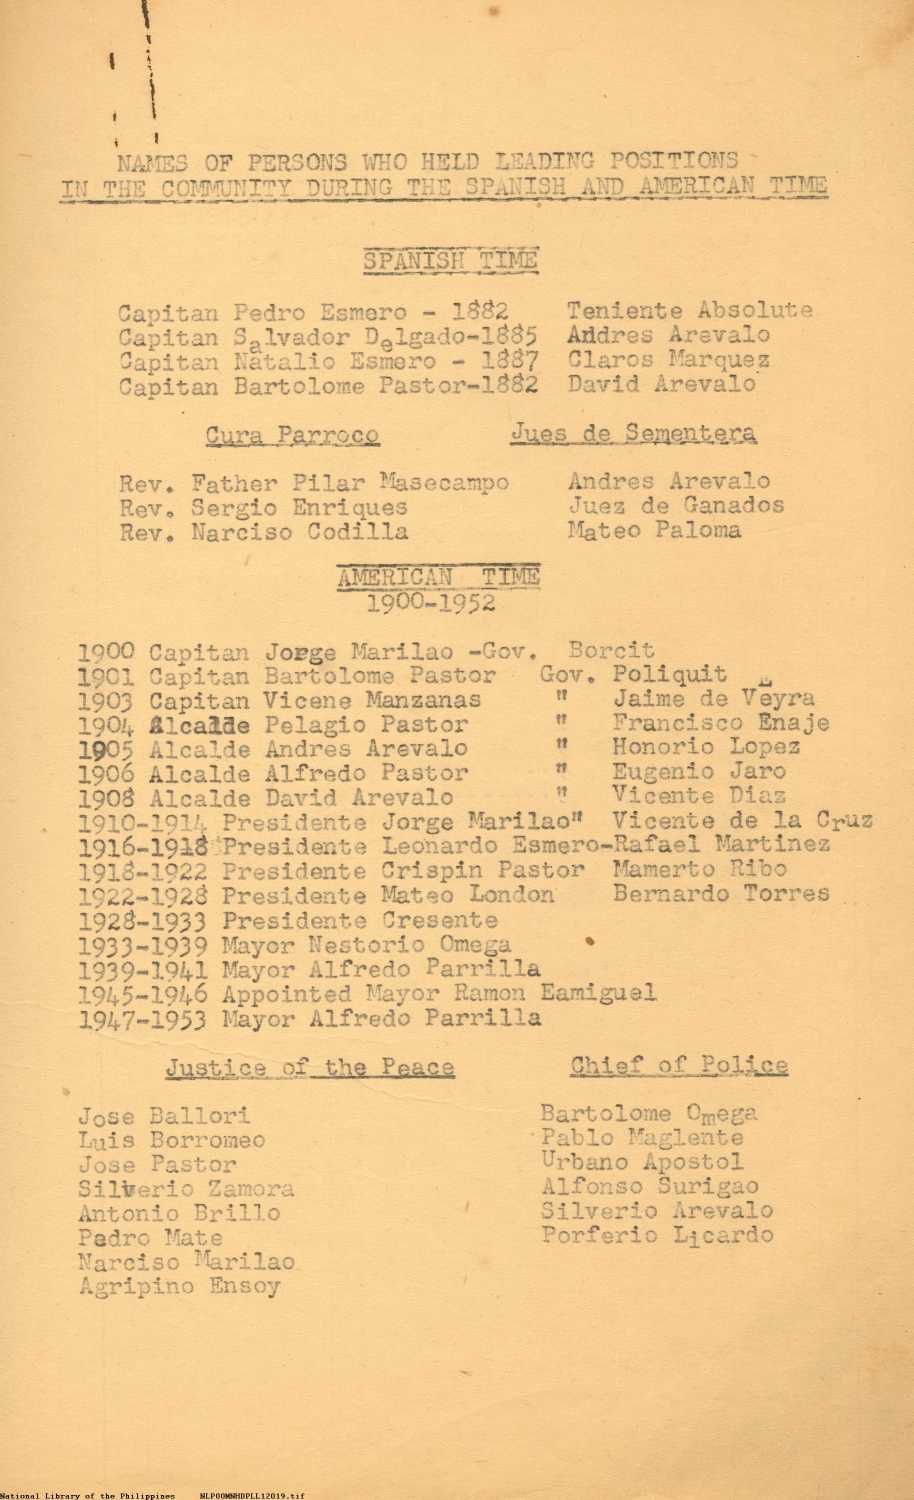 NAMES OF PERSONS WHO HELD LEADING POSITIONS
IN THE COMMUNITY DURING THE SPANISH AND AMERICAN TIME
SPANISH TIME
Capitan Pedro Esmero - 1882 Teniente Absolute
Capitan Salvador Delgado-1885 Andres Arevalo
Capitan Natalio Esmero - 1887 Claros Marquez
Capitan Bartolome Pastor-1882 David Arevalo
Cura Parroco Jues de Sementera
Rev. Father Pilar Masecampo Andres Arevalo
Rev. Sergio Enriques Juez de Ganados
Rev. Narciso Codilla Mateo Paloma
AMERICAN TIME
1900-1952
1900 Capitan Jorge Marilao -Gov. Borcit
1901 Capitan Bartolome Pastor Gov. Poliquit
1903 Capitan Vicene Manzanas " Jaime de Veyra
1904 Alcalde Pelagio Pastor " Francisco Enaje
1905 Alcalde Andres Arevalo " Honorio Lopez
1906 Alcalde Alfredo Pastor " Eugenio Jaro
1908 Alcalde David Arevalo " Vicente Diaz
1910-1914 Presidente Jorge Marilao" Vicente de la Cruz
1916-1918 Presidente Leonardo Esmero-Rafael Martinez
1918-1922 Presidente Crispin Pastor Mamerto Ribo
1922-1928 Presidente Mateo London Bernardo Torres
1928-1933 Presidente Cresente
1933-1939 Mayor Nestorio Omega
1939-1941 Mayor Alfredo Parrilla
1945-1946 Appointed Mayor Ramon Eamiguel
1947-1953 Mayor Alfredo Parrilla
Justice of the Peace Chief of Police
Jose Ballori Bartolome Omega
Luis Borromeo Pablo Maglente
Jose Pastor Urbano Apostol
Silverio Zamora Alfonso Surigao
Antonio Brillo Silverio Arevalo
Pedro Mate Porferio Licardo
Narciso Marilao
Agripino Ensoy
National Library of the Philippines NLPOOMNHDPLL12019.tif